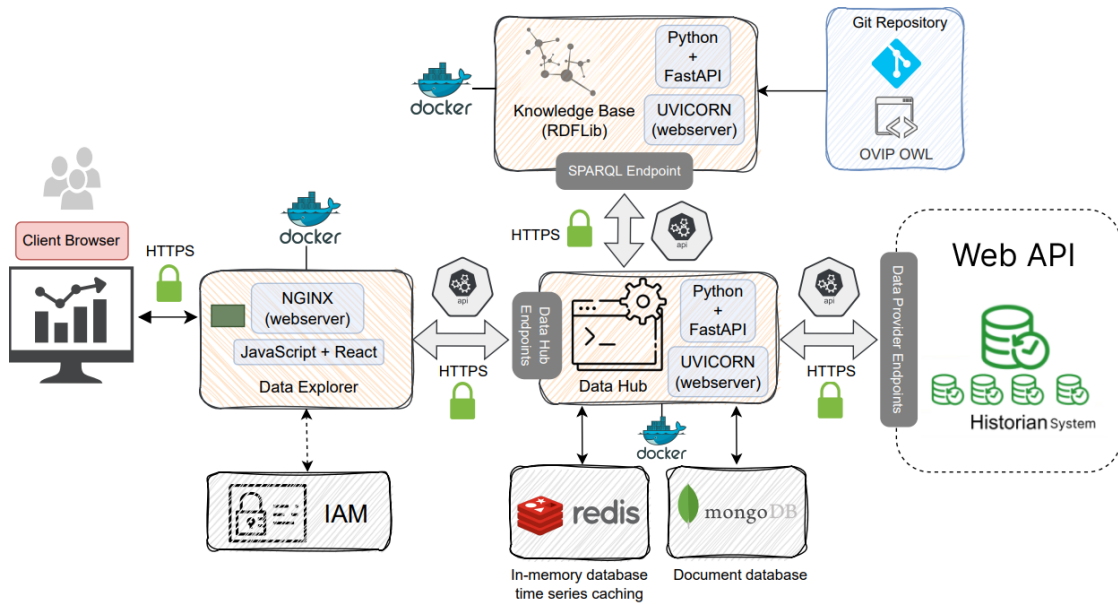 Git Repository
OVIP OWL
docker
Knowledge Base
(RDFLib)
Python
+
FastAPI
UVICORN
(webserver)
SPARQL Endpoint
HTTPS
api
Client Browser
HTTPS
docker
NGINX
(webserver)
JavaScript + React
Data Explorer
api
HTTPS
Data Hub
Endpoints
Data Hub
Python
+
FastAPI
UVICORN
(webserver)
docker
api
HTTPS
Data Provider Endpoints
Web API
Historian System
IAM
redis
In-memory database
time series caching
mongoDB
Document database